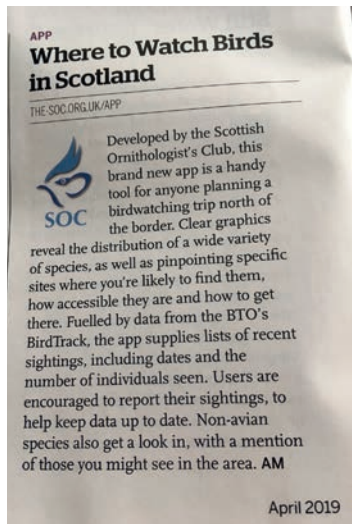 APP
Where to Watch Birds
in Scotland
THE-SOC.ORG.UK/APP
Developed by the Scottish
Ornithologist's Club, this
brand new app is a handy
tool for anyone planning a
birdwatching trip north of
the border. Clear graphics
SOC
reveal the distribution of a wide variety
of species, as well as pinpointing specific
sites where you're likely to find them,
how accessible they are and how to get
there. Fuelled by data from the BTO's
BirdTrack, the app supplies lists of recent
sightings, including dates and the
number of individuals seen. Users are
encouraged to report their sightings, to
help keep data up to date. Non-avian
species also get a look in, with a mention
of those you might see in the area. AM
April 2019